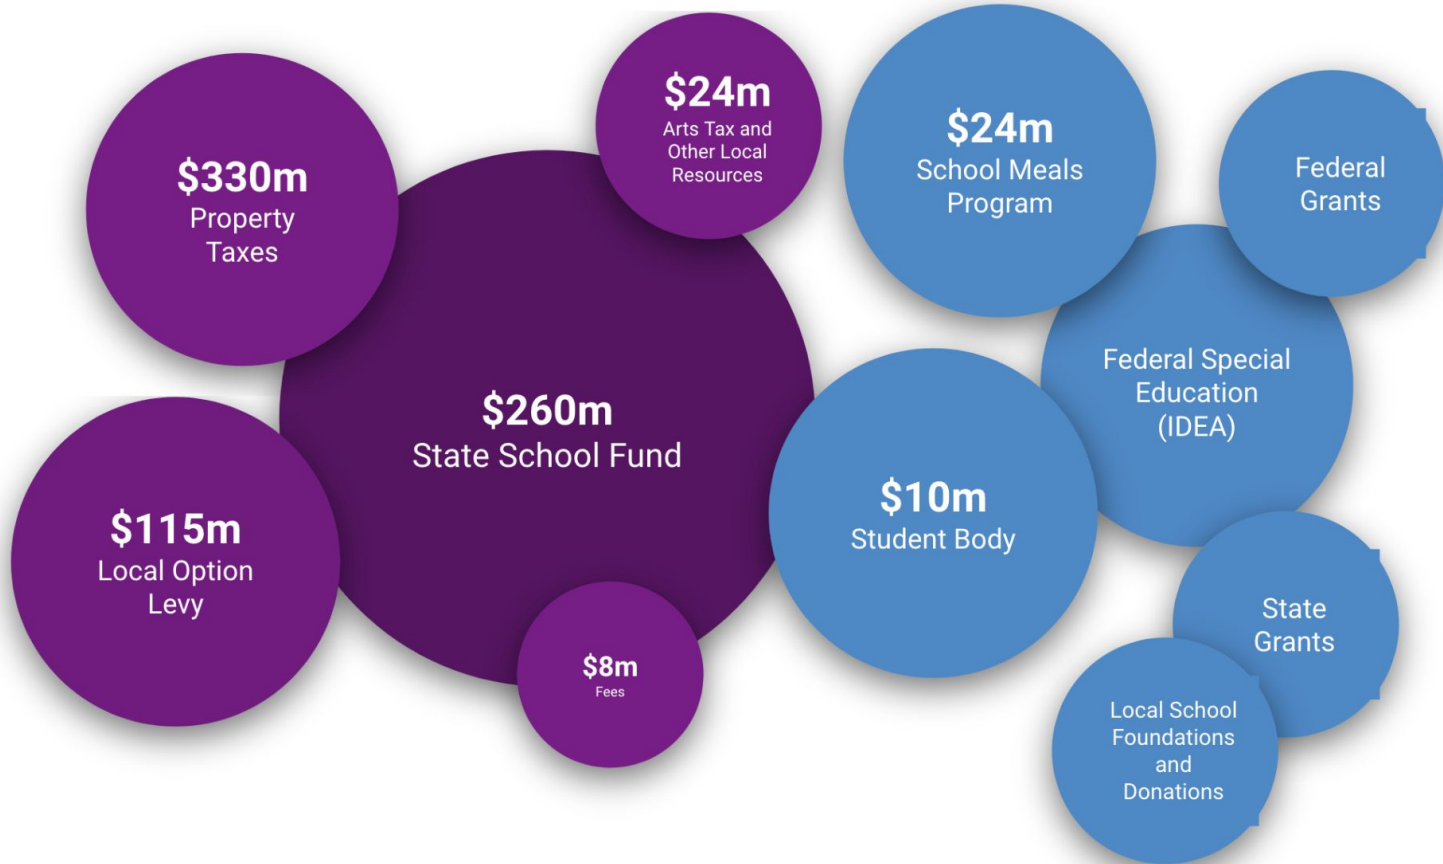 $330m
Property
Taxes
$24m
Arts Tax and
Other Local
Resources
$24m
School Meals
Program
Federal
Grants
$260m
State School Fund
Federal Special
Education
(IDEA)
$115m
Local Option
Levy
$10m
Student Body
$8m
Fees
State
Grants
Local School
Foundations
and
Donations